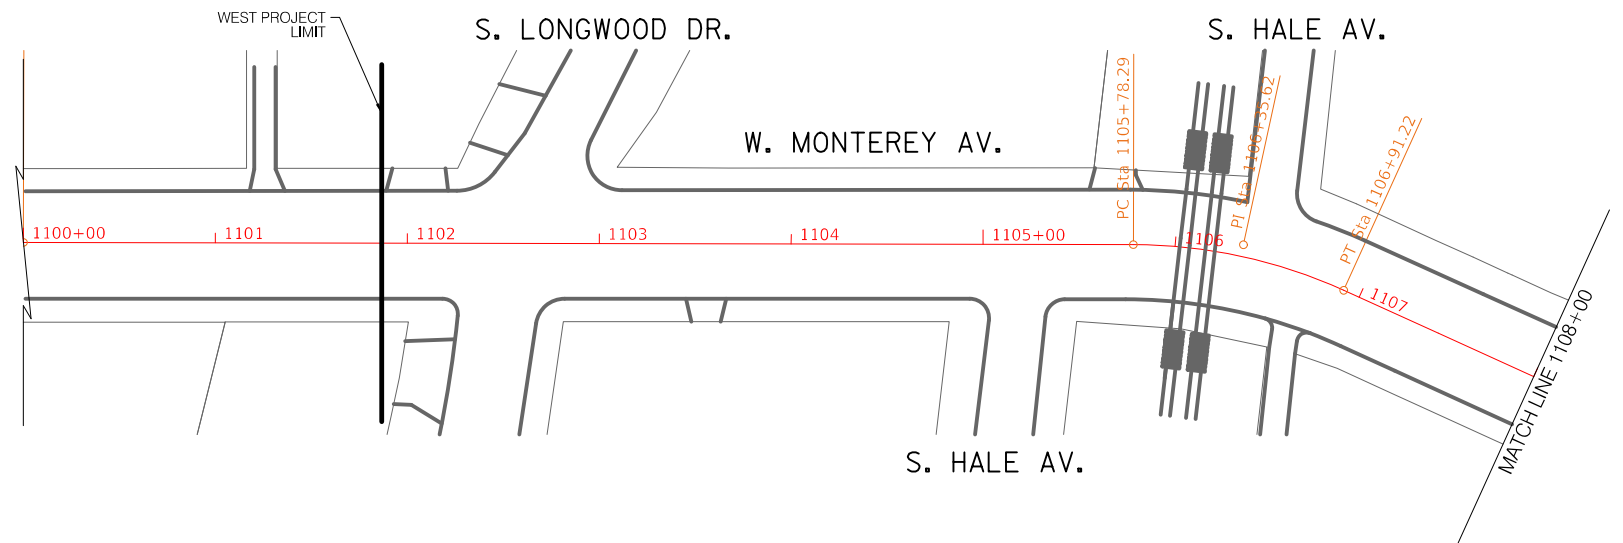 WEST PROJECT
LIMIT
S. LONGWOOD DR.
S. HALE AV.
W. MONTEREY AV.
PC Sta 1105+78.29
PI Sta 1106+35.62
PT Sta 1106+91.22
1100+00
1101
1102
1103
1104
1105+00
1106
1107
MATCH LINE 1108+00
S. HALE AV.